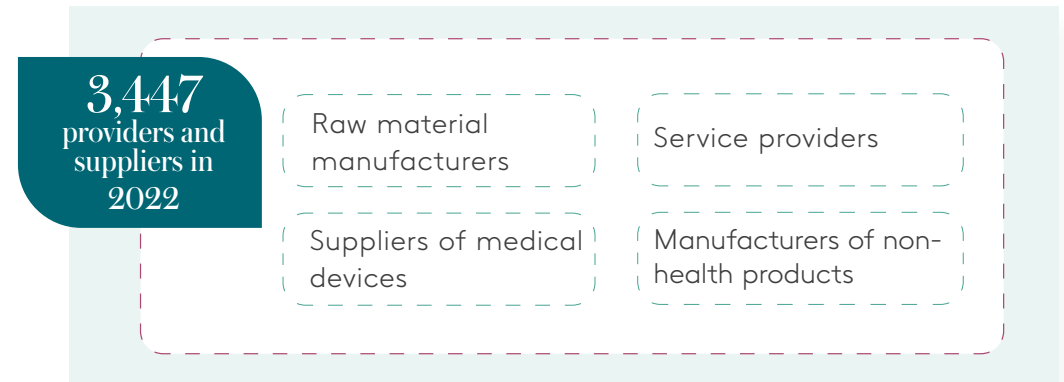 3,447
providers and
suppliers in
2022
Raw material
manufacturers
Service providers
Suppliers of medical
devices
Manufacturers of non-
health products